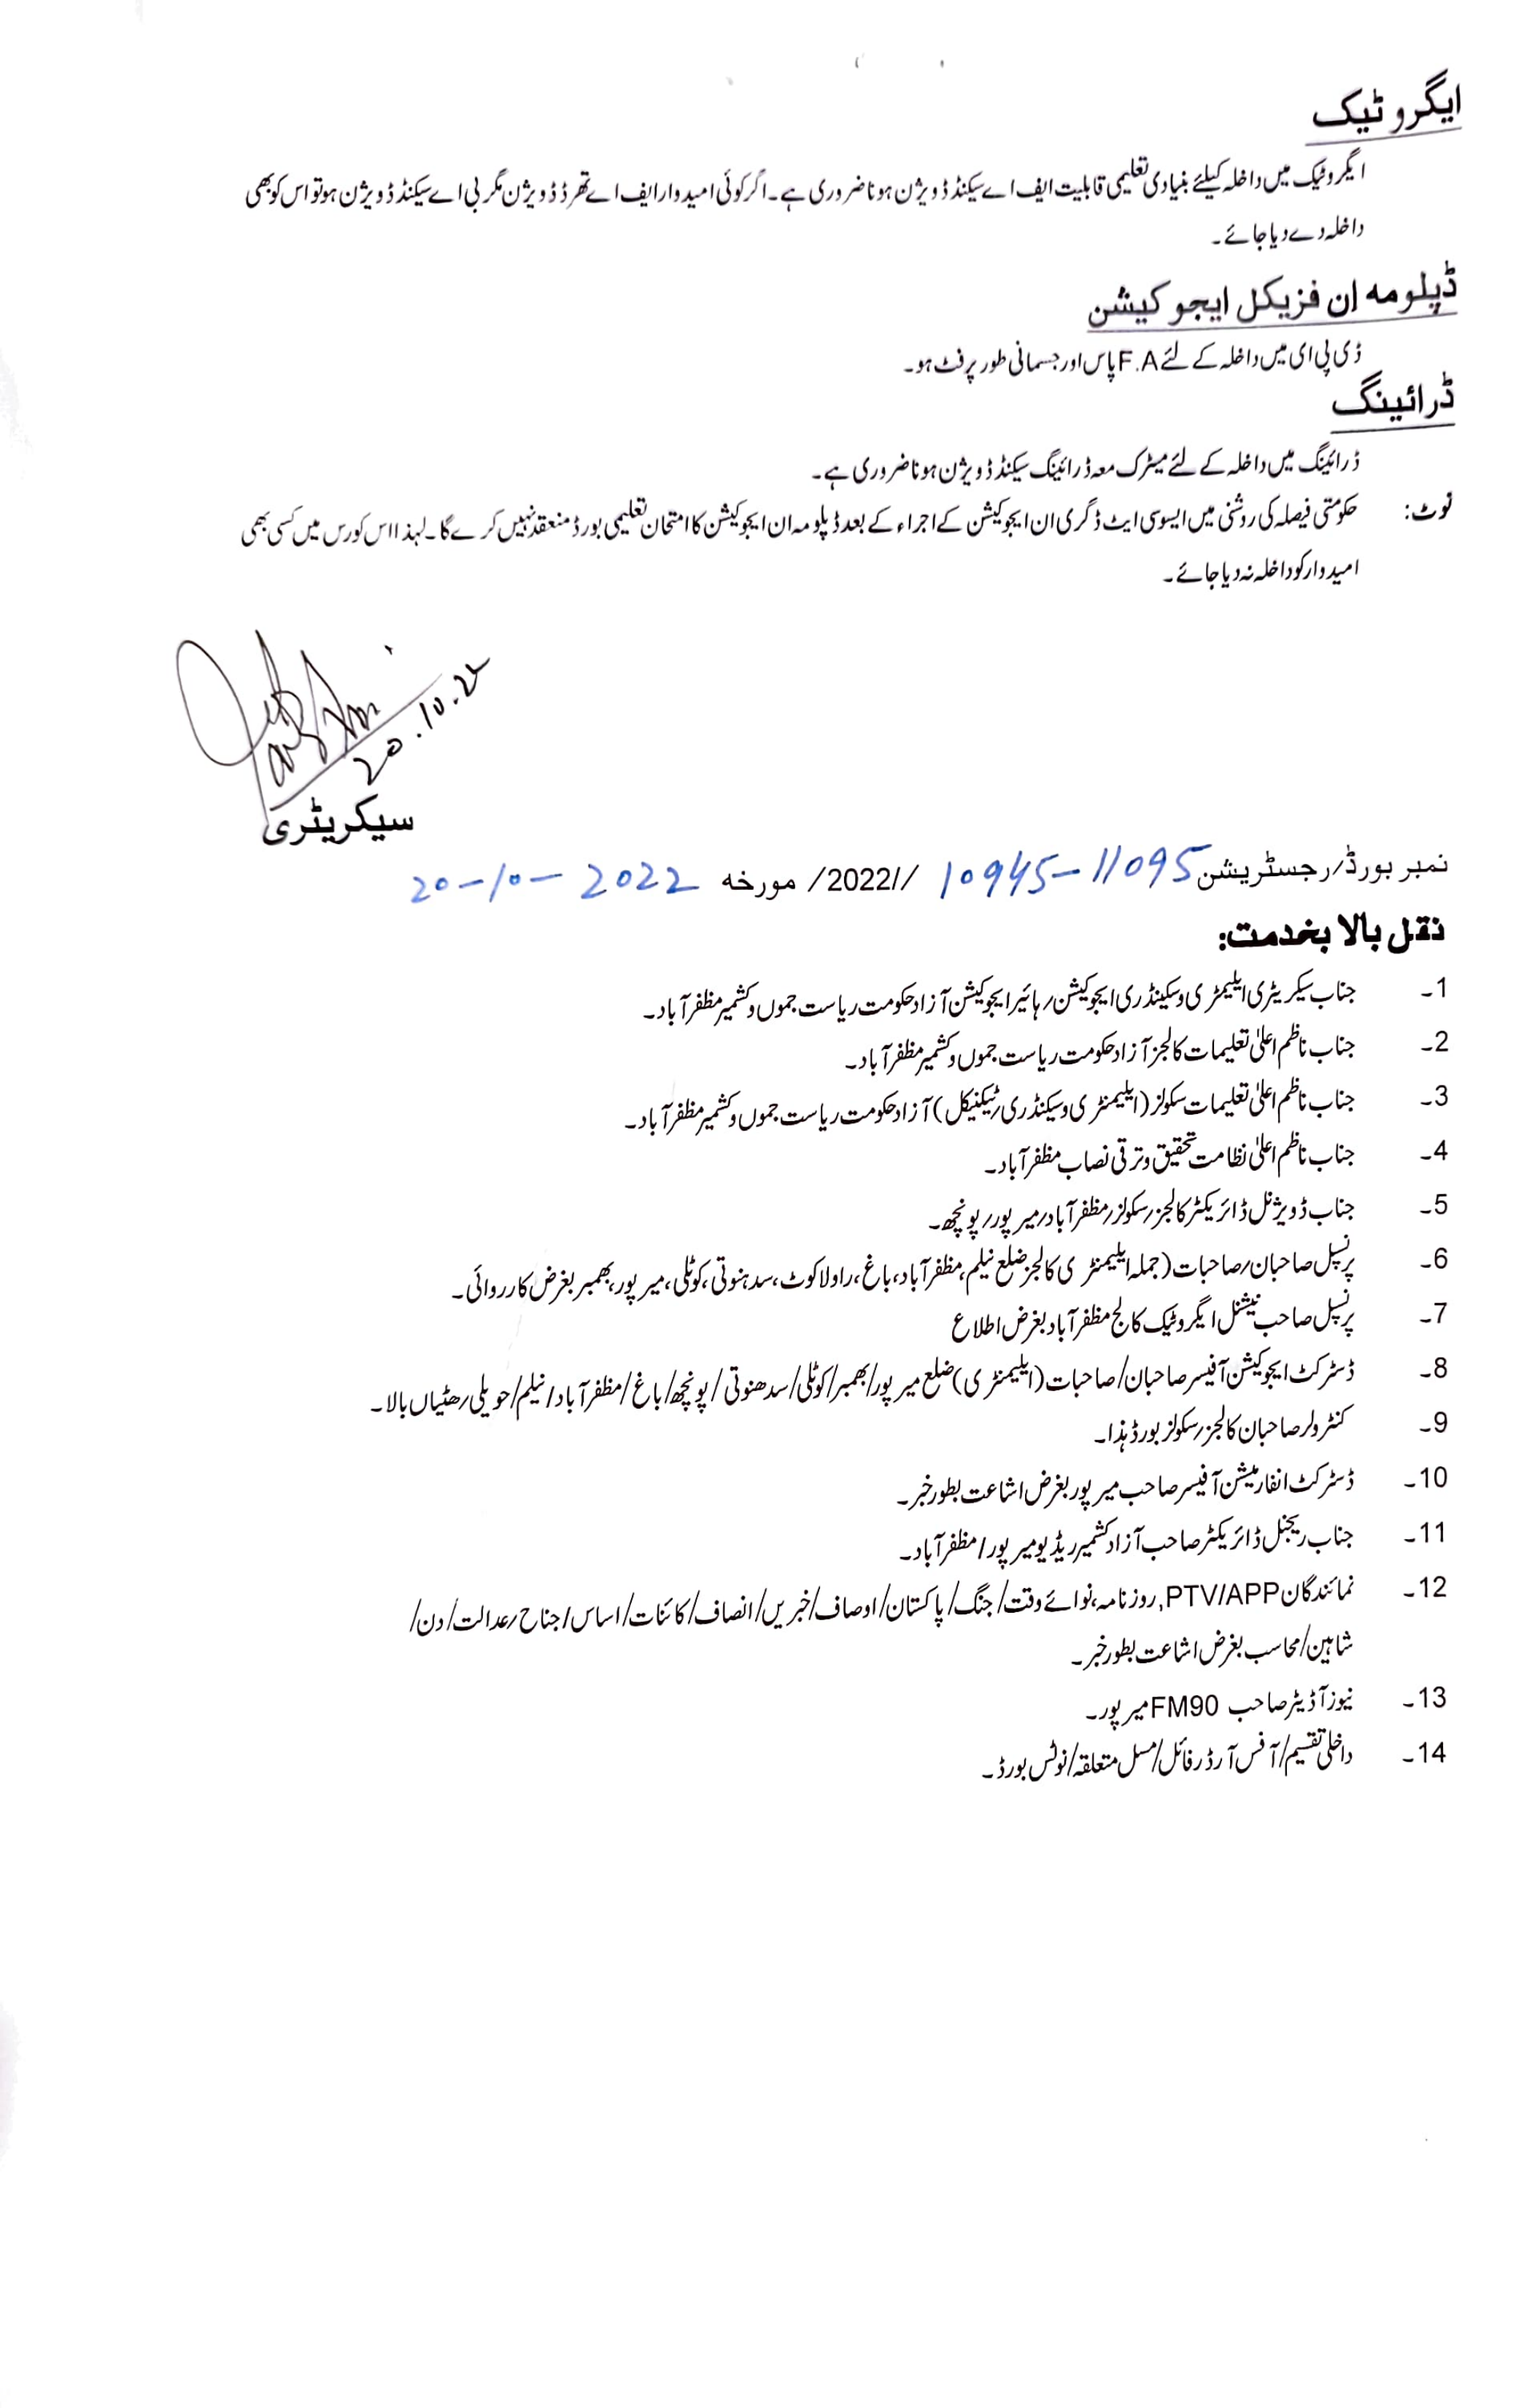 ایگرو ٹیک
ایگروٹیک میں داخلہ کیلئے بنیادی تعلیمی قابلیت ایف اے سیکنڈ ڈویژن ہونا ضروری ہے۔ اگر کوئی امیدوار ایف اے تھرڈ ڈویژن مگر بی اے سیکنڈ ڈویژن ہو تو اس کو بھی
داخلہ دے دیا جائے۔
ڈپلومہ ان فزیکل ایجوکیشن
ڈی پی ای میں داخلہ کے لئے F.A پاس اور جسمانی طور پر فٹ ہو۔
ڈرائینگ
ڈرائینگ میں داخلہ کے لئے میٹرک معہ ڈرائینگ سیکنڈ ڈویژن ہونا ضروری ہے۔
نوٹ: حکومتی فیصلہ کی روشنی میں ایسوسی ایٹ ڈگری ان ایجوکیشن کے اجراء کے بعد ڈپلومہ ان ایجوکیشن کا امتحان تعلیمی بورڈ منعقد نہیں کرے گا۔ لہذا اس کورس میں کسی بھی
امیدوار کو داخلہ نہ دیا جائے۔
20.10.22
سیکریٹری
نمبر بورڈ/رجسٹریشن 10945-11095 //2022/ مورخہ 20-10-2022
نقل بالا بخدمت:
1۔ جناب سیکریٹری ایلیمنٹری و سیکینڈری ایجوکیشن/ہائیر ایجوکیشن آزاد حکومت ریاست جموں و کشمیر مظفرآباد۔
2۔ جناب ناظم اعلیٰ تعلیمات کالجز آزاد حکومت ریاست جموں و کشمیر مظفرآباد۔
3۔ جناب ناظم اعلیٰ تعلیمات سکولز (ایلیمنٹری و سیکنڈری/ٹیکنیکل) آزاد حکومت ریاست جموں و کشمیر مظفرآباد۔
4۔ جناب ناظم اعلیٰ نظامت تحقیق و ترقی نصاب مظفرآباد۔
5۔ جناب ڈویژنل ڈائریکٹر کالجز/سکولز/مظفرآباد/میرپور/پونچھ۔
6۔ پرنسپل صاحبان/صاحبات (جملہ ایلیمنٹری کالجز ضلع نیلم، مظفرآباد، باغ، راولاکوٹ، سدہنوتی، کوٹلی، میرپور، بھمبر بغرض کارروائی۔
7۔ پرنسپل صاحب نیشنل ایگروٹیک کالج مظفرآباد بغرض اطلاع
8۔ ڈسٹرکٹ ایجوکیشن آفیسر صاحبان/صاحبات (ایلیمنٹری) ضلع میرپور/بھمبر/کوٹلی/سدھنوتی/پونچھ/باغ/مظفرآباد/نیلم/حویلی/ھٹیاں بالا۔
9۔ کنٹرولر صاحبان کالجز/سکولز بورڈ ہذا۔
10۔ ڈسٹرکٹ انفارمیشن آفیسر صاحب میرپور بغرض اشاعت بطور خبر۔
11۔ جناب ریجنل ڈائریکٹر صاحب آزاد کشمیر ریڈیو میرپور/مظفرآباد۔
12۔ نمائندگان PTV/APP, روزنامہ، نوائے وقت/جنگ/پاکستان/اوصاف/خبریں/انصاف/کائنات/اساس/جناح/عدالت/دن/
شاہین/محاسب بغرض اشاعت بطور خبر۔
13۔ نیوز آڈیٹر صاحب FM90 میرپور۔
14۔ داخلی تقسیم/آفس آرڈر فائل/مسل متعلقہ/نوٹس بورڈ۔